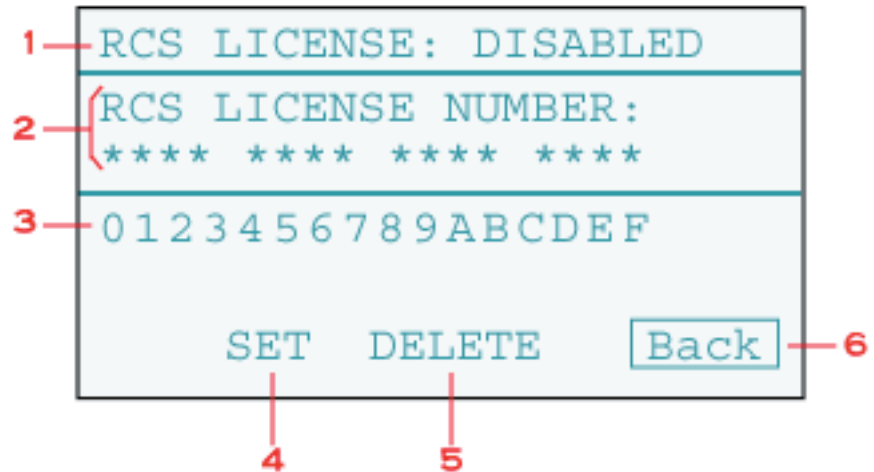 1 RCS LICENSE: DISABLED
2 RCS LICENSE NUMBER:
**** **** **** ****
3 0123456789ABCDEF
SET DELETE Back 6
4 5